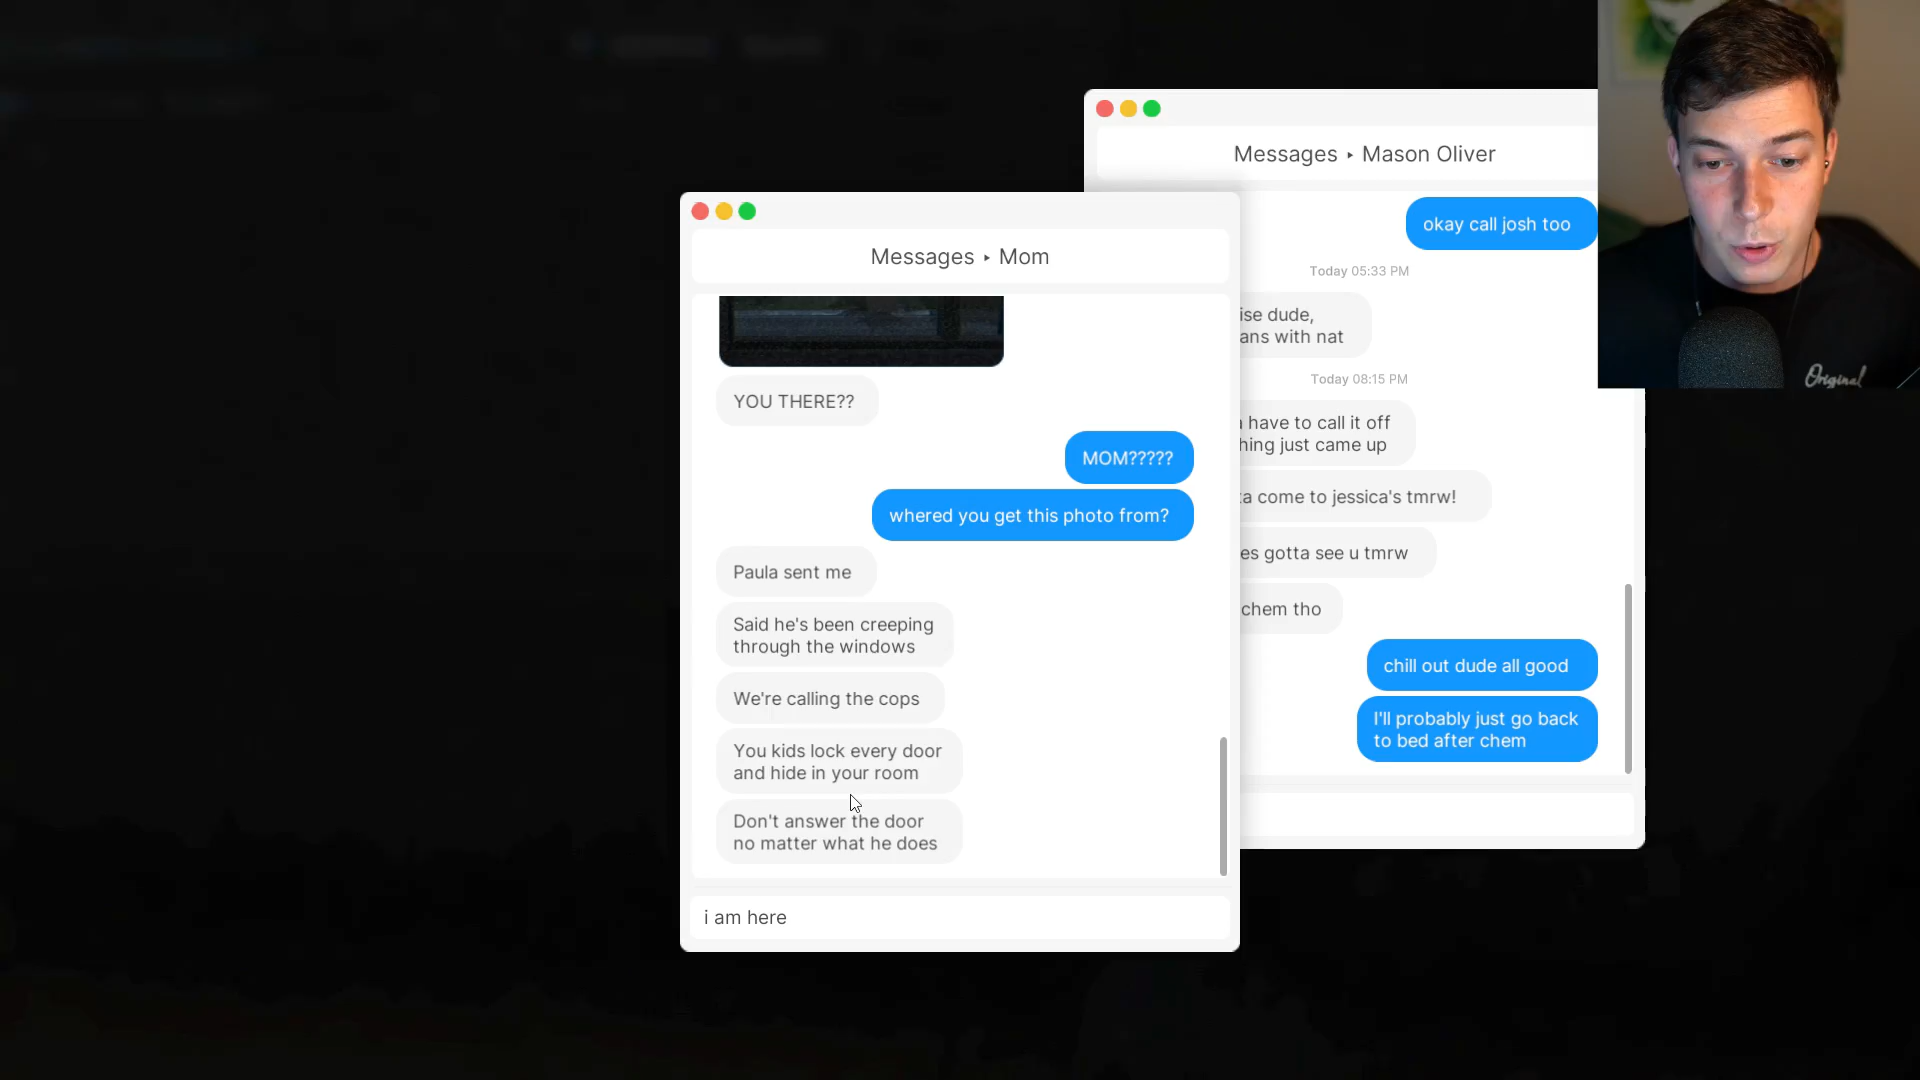 Messages ‣ Mason Oliver
okay call josh too
Today 05:33 PM
ise dude,
ans with nat
Today 08:15 PM
have to call it off
hing just came up
a come to jessica's tmrw!
es gotta see u tmrw
chem tho
chill out dude all good
I'll probably just go back
to bed after chem
Messages ‣ Mom
YOU THERE??
MOM?????
whered you get this photo from?
Paula sent me
Said he's been creeping
through the windows
We're calling the cops
You kids lock every door
and hide in your room
Don't answer the door
no matter what he does
i am here
Original